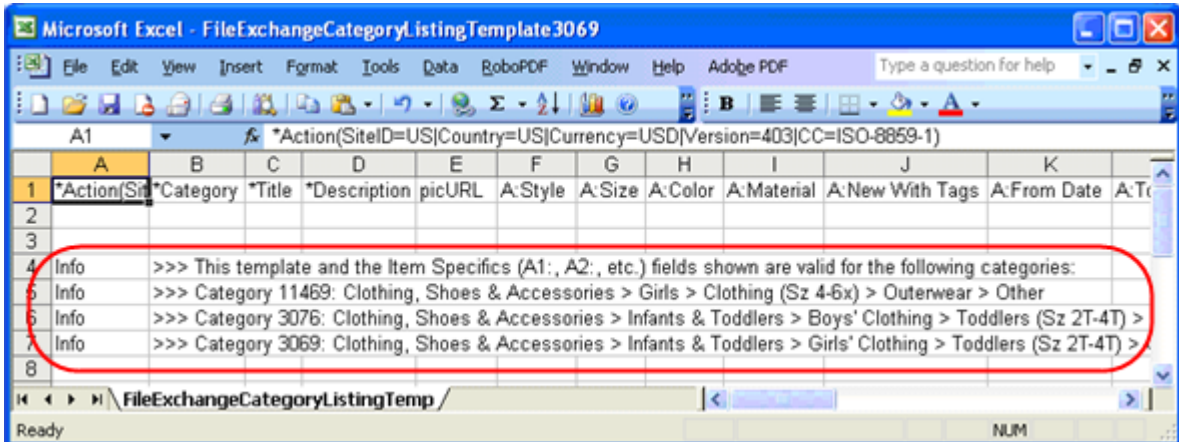 Microsoft Excel - FileExchangeCategoryListingTemplate3069
File Edit View Insert Format Tools Data RoboPDF Window Help Adobe PDF Type a question for help
Σ B A
A1 fx *Action(SiteID=US|Country=US|Currency=USD|Version=403|CC=ISO-8859-1)
A B C D E F G H I J K
1 *Action(Sit *Category *Title *Description picURL A:Style A:Size A:Color A:Material A:New With Tags A:From Date A:To
2
3
4 Info >>> This template and the Item Specifics (A1:, A2:, etc.) fields shown are valid for the following categories:
5 Info >>> Category 11469: Clothing, Shoes & Accessories > Girls > Clothing (Sz 4-6x) > Outerwear > Other
6 Info >>> Category 3076: Clothing, Shoes & Accessories > Infants & Toddlers > Boys' Clothing > Toddlers (Sz 2T-4T) >
7 Info >>> Category 3069: Clothing, Shoes & Accessories > Infants & Toddlers > Girls' Clothing > Toddlers (Sz 2T-4T) >
8
FileExchangeCategoryListingTemp
Ready NUM